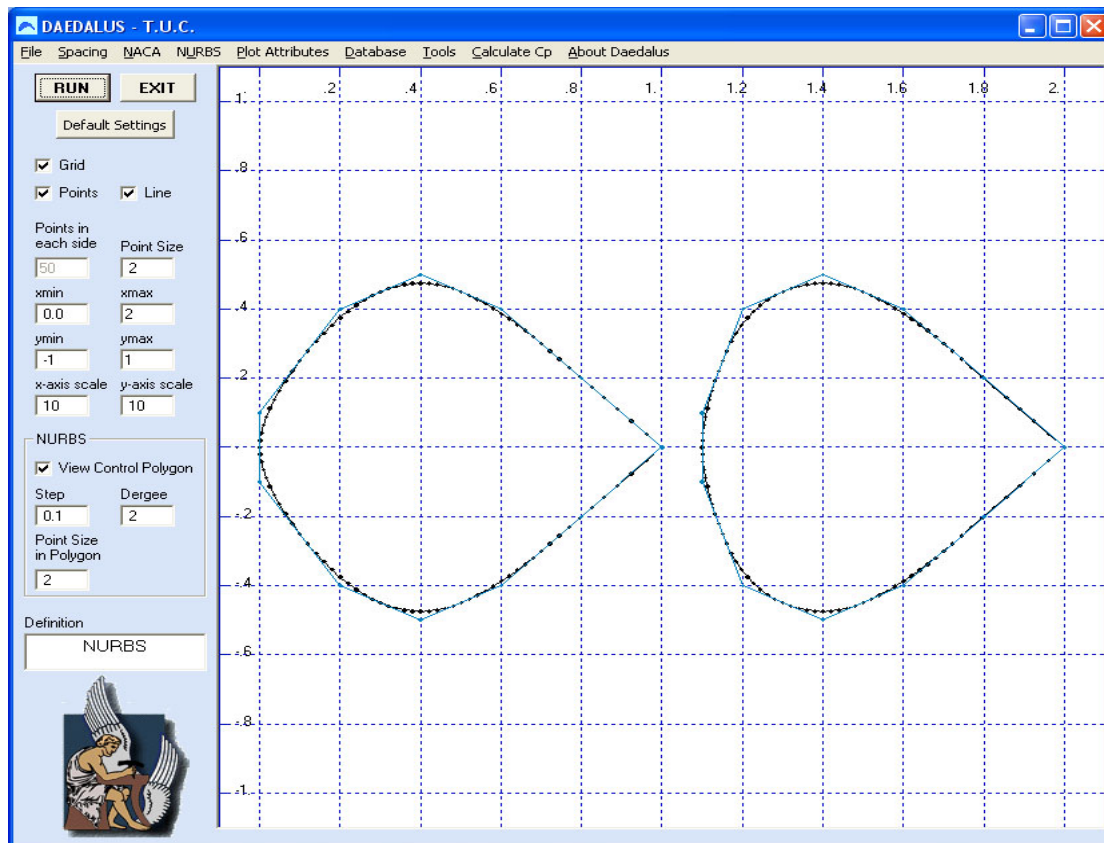 DAEDALUS - T.U.C.
File Spacing NACA NURBS Plot Attributes Database Tools Calculate Cp About Daedalus
RUN EXIT
Default Settings
Grid
Points Line
Points in each side
Point Size
50 2
xmin xmax
0.0 2
ymin ymax
-1 1
x-axis scale y-axis scale
10 10
NURBS
View Control Polygon
Step Dergee
0.1 2
Point Size in Polygon
2
Definition
NURBS
.2 .4 .6 .8 1. 1.2 1.4 1.6 1.8 2.
1.
.8
.6
.4
.2
-.2
-.4
-.6
-.8
-1.